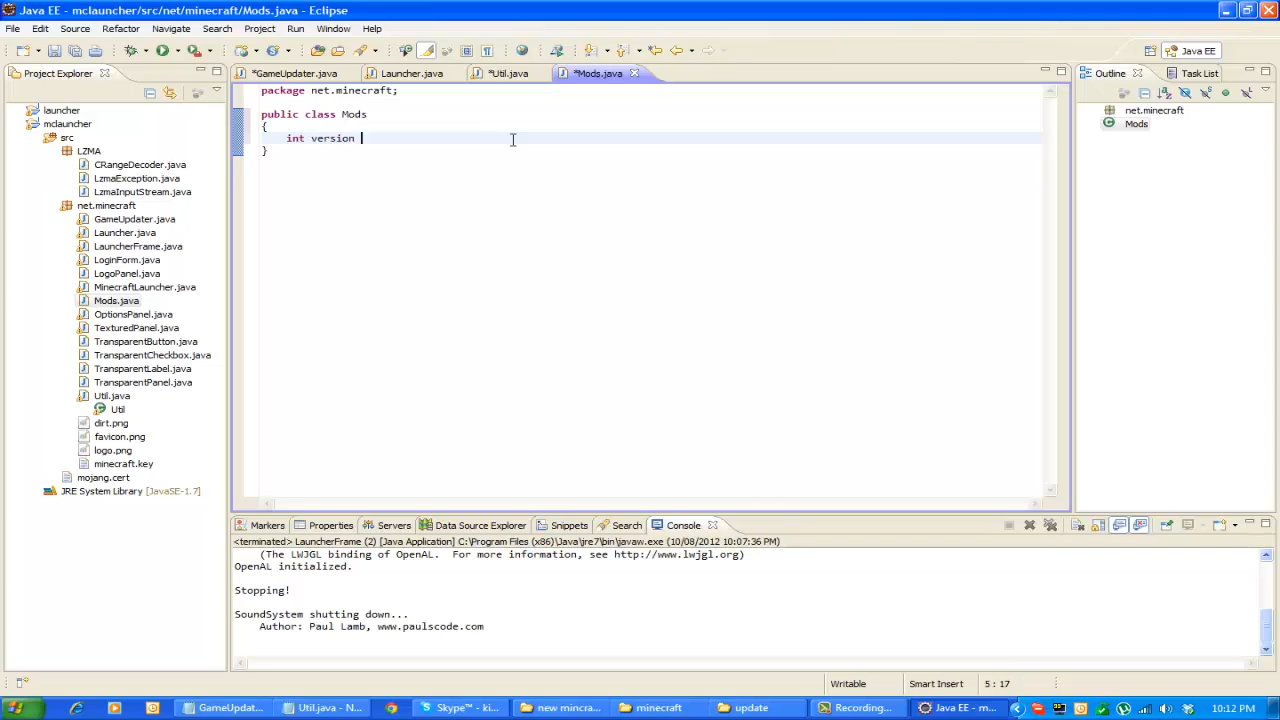 Java EE - mclauncher/src/net/minecraft/Mods.java - Eclipse
File Edit Source Refactor Navigate Search Project Run Window Help
Java EE
Project Explorer
*GameUpdater.java Launcher.java *Util.java *Mods.java
Outline Task List
launcher
mclauncher
src
LZMA
CRangeDecoder.java
LzmaException.java
LzmaInputStream.java
net.minecraft
GameUpdater.java
Launcher.java
LauncherFrame.java
LoginForm.java
LogoPanel.java
MinecraftLauncher.java
Mods.java
OptionsPanel.java
TexturedPanel.java
TransparentButton.java
TransparentCheckbox.java
TransparentLabel.java
TransparentPanel.java
Util.java
Util
dirt.png
favicon.png
logo.png
minecraft.key
mojang.cert
JRE System Library [JavaSE-1.7]
package net.minecraft;
public class Mods
{
int version
}
net.minecraft
Mods
Markers Properties Servers Data Source Explorer Snippets Search Console
<terminated> LauncherFrame (2) [Java Application] C:\Program Files (x86)\Java\jre7\bin\javaw.exe (10/08/2012 10:07:36 PM)
(The LWJGL binding of OpenAL. For more information, see http://www.lwjgl.org)
OpenAL initialized.
Stopping!
SoundSystem shutting down...
Author: Paul Lamb, www.paulscode.com
Writable Smart Insert 5 : 17
start GameUpdat... Util.java - N... Skype™ - ki... new mincra... minecraft update Recording... Java EE - m... 10:12 PM